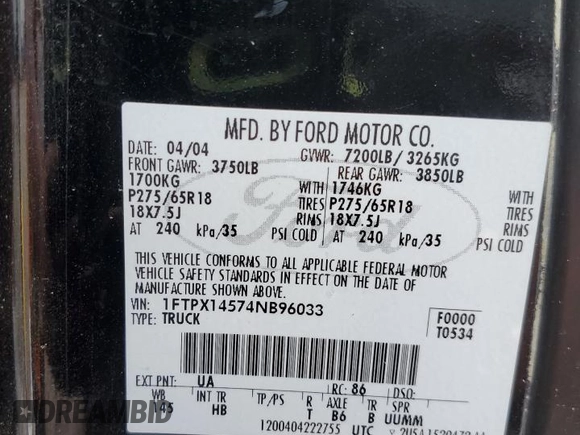 MFD. BY FORD MOTOR CO.
DATE: 04/04 GVWR: 7200LB/ 3265KG
FRONT GAWR: 3750LB REAR GAWR: 3850LB
1700KG WITH 1746KG WITH
P275/65R18 TIRES P275/65R18 TIRES
18X7.5J RIMS 18X7.5J RIMS
AT 240 kPa/35 PSI COLD AT 240 kPa/35 PSI COLD
Ford
THIS VEHICLE CONFORMS TO ALL APPLICABLE FEDERAL MOTOR
VEHICLE SAFETY STANDARDS IN EFFECT ON THE DATE OF
MANUFACTURE SHOWN ABOVE.
VIN: 1FTPX14574NB96033 F0000
TYPE: TRUCK T0534
EXT PNT: UA RC: 86 DSO:
WB INT TR TP/PS R AXLE TR SPR
145 HB T B6 B UUMM
1200404222755 UTC
DREAMBID